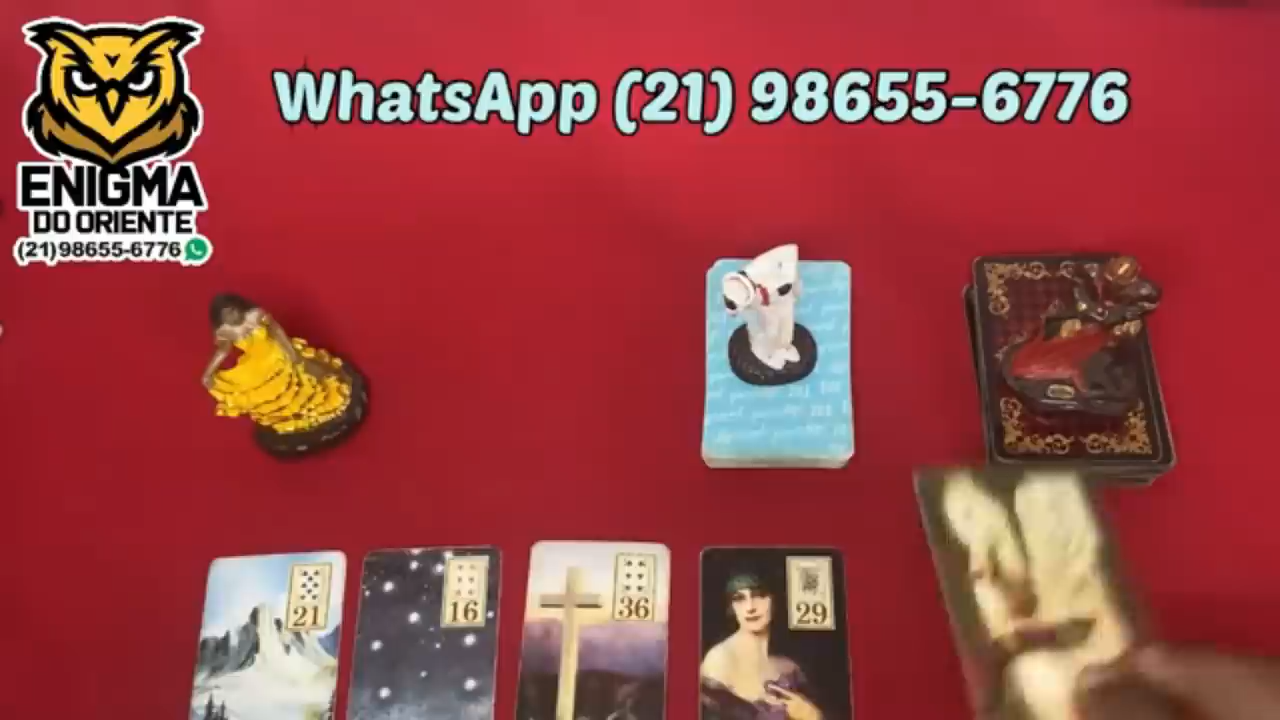 WhatsApp (21) 98655-6776
ENIGMA
DO ORIENTE
(21)98655-6776
21
16
36
29